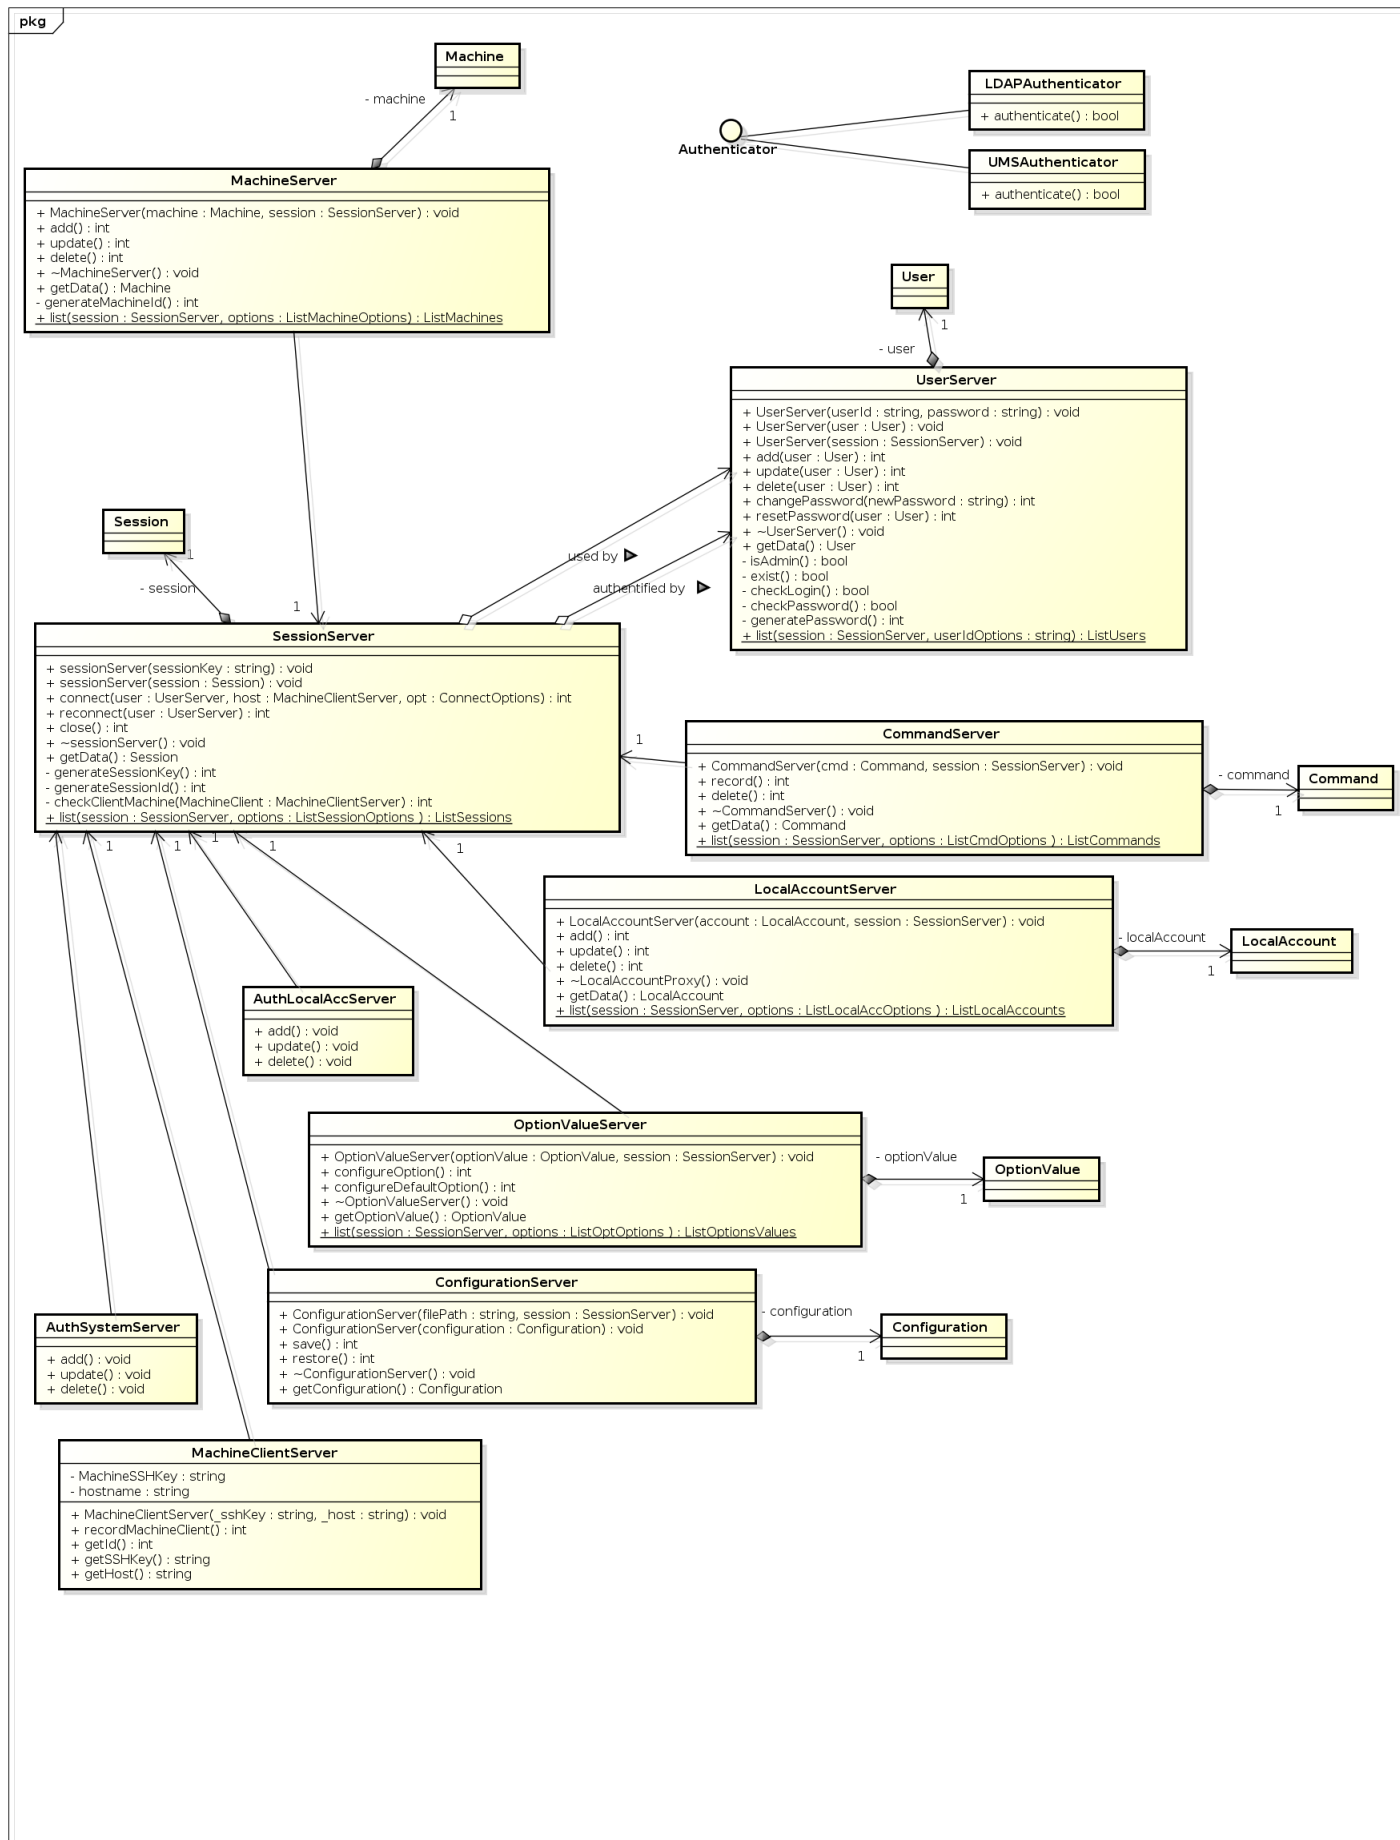 pkg
Machine
- machine
1
LDAPAuthenticator
+ authenticate() : bool
Authenticator
UMSAuthenticator
+ authenticate() : bool
MachineServer
+ MachineServer(machine : Machine, session : SessionServer) : void
+ add() : int
+ update() : int
+ delete() : int
+ ~MachineServer() : void
+ getData() : Machine
- generateMachineId() : int
+ list(session : SessionServer, options : ListMachineOptions) : ListMachines
User
1
- user
UserServer
+ UserServer(userId : string, password : string) : void
+ UserServer(user : User) : void
+ UserServer(session : SessionServer) : void
+ add(user : User) : int
+ update(user : User) : int
+ delete(user : User) : int
+ changePassword(newPassword : string) : int
+ resetPassword(user : User) : int
+ ~UserServer() : void
+ getData() : User
- isAdmin() : bool
- exist() : bool
- checkLogin() : bool
- checkPassword() : bool
- generatePassword() : int
+ list(session : SessionServer, userIdOptions : string) : ListUsers
Session
1
- session
used by
authentified by
1
SessionServer
+ sessionServer(sessionKey : string) : void
+ sessionServer(session : Session) : void
+ connect(user : UserServer, host : MachineClientServer, opt : ConnectOptions) : int
+ reconnect(user : UserServer) : int
+ close() : int
+ ~sessionServer() : void
+ getData() : Session
- generateSessionKey() : int
- generateSessionId() : int
- checkClientMachine(MachineClient : MachineClientServer) : int
+ list(session : SessionServer, options : ListSessionOptions ) : ListSessions
1
CommandServer
+ CommandServer(cmd : Command, session : SessionServer) : void
+ record() : int
+ delete() : int
+ ~CommandServer() : void
+ getData() : Command
+ list(session : SessionServer, options : ListCmdOptions ) : ListCommands
- command
1
Command
1
1
1
1
1
LocalAccountServer
+ LocalAccountServer(account : LocalAccount, session : SessionServer) : void
+ add() : int
+ update() : int
+ delete() : int
+ ~LocalAccountProxy() : void
+ getData() : LocalAccount
+ list(session : SessionServer, options : ListLocalAccOptions ) : ListLocalAccounts
- localAccount
1
LocalAccount
AuthLocalAccServer
+ add() : void
+ update() : void
+ delete() : void
OptionValueServer
+ OptionValueServer(optionValue : OptionValue, session : SessionServer) : void
+ configureOption() : int
+ configureDefaultOption() : int
+ ~OptionValueServer() : void
+ getOptionValue() : OptionValue
+ list(session : SessionServer, options : ListOptOptions ) : ListOptionsValues
- optionValue
1
OptionValue
ConfigurationServer
+ ConfigurationServer(filePath : string, session : SessionServer) : void
+ ConfigurationServer(configuration : Configuration) : void
+ save() : int
+ restore() : int
+ ~ConfigurationServer() : void
+ getConfiguration() : Configuration
- configuration
1
Configuration
AuthSystemServer
+ add() : void
+ update() : void
+ delete() : void
MachineClientServer
- MachineSSHKey : string
- hostname : string
+ MachineClientServer(_sshKey : string, _host : string) : void
+ recordMachineClient() : int
+ getId() : int
+ getSSHKey() : string
+ getHost() : string